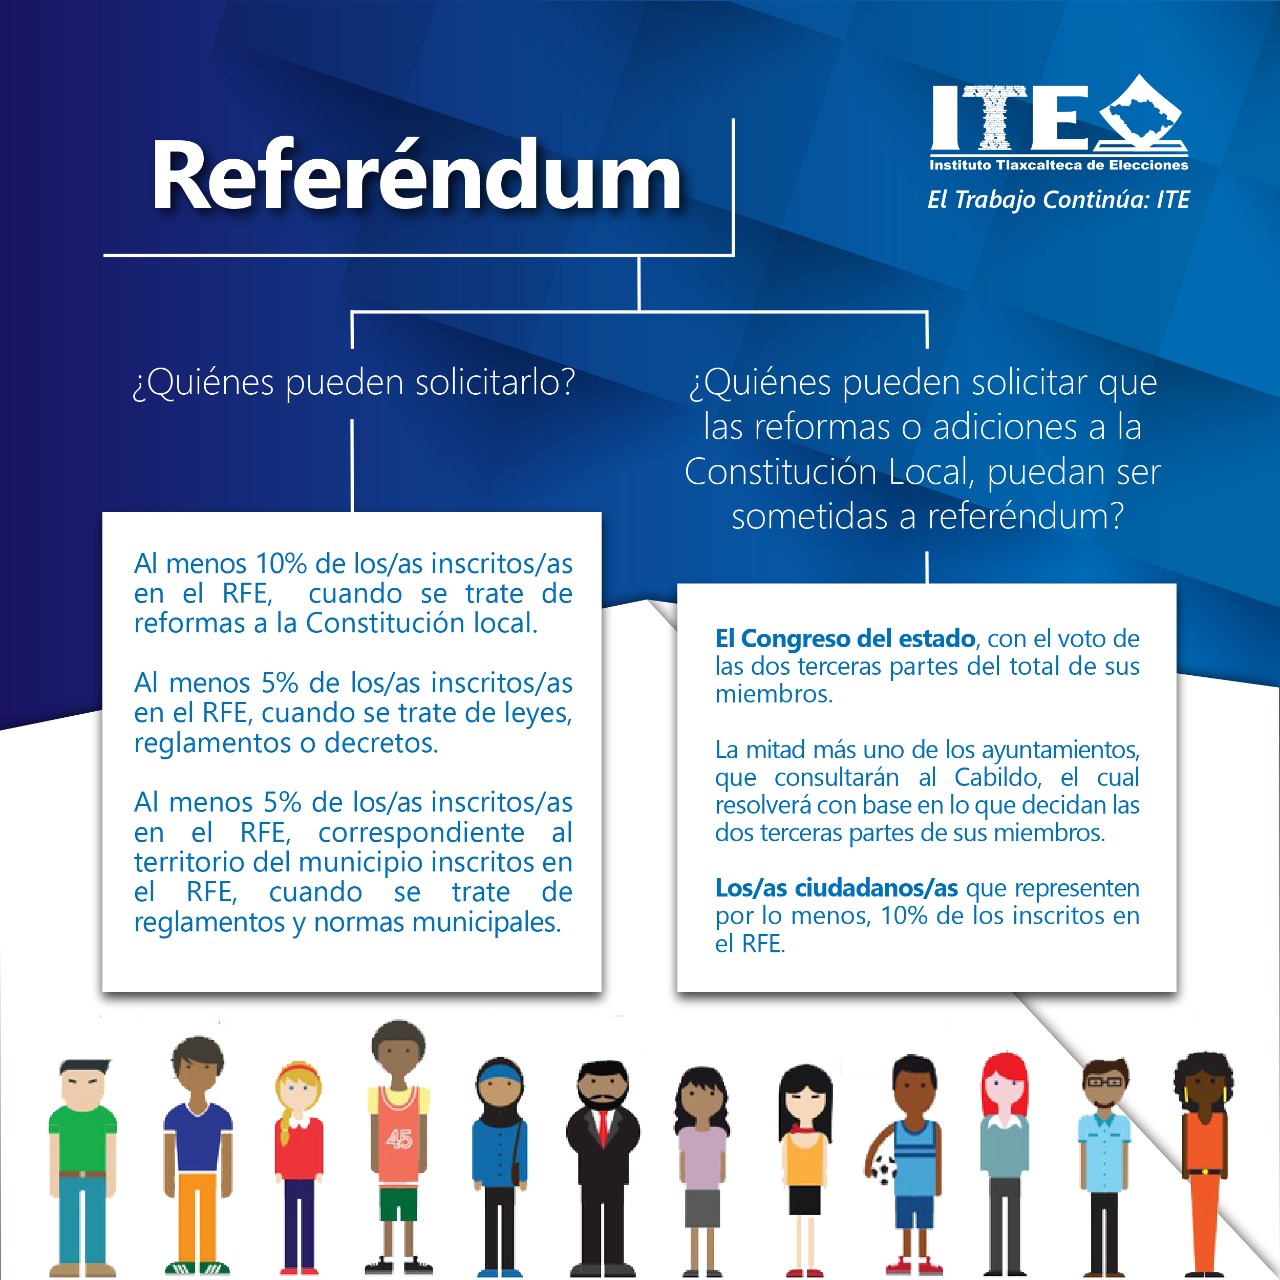 Referéndum
ITE
Instituto Tlaxcalteca de Elecciones
El Trabajo Continúa: ITE
¿Quiénes pueden solicitarlo?
Al menos 10% de los/as inscritos/as
en el RFE, cuando se trate de
reformas a la Constitución local.
Al menos 5% de los/as inscritos/as
en el RFE, cuando se trate de leyes,
reglamentos o decretos.
Al menos 5% de los/as inscritos/as
en el RFE, correspondiente al
territorio del municipio inscritos en
el RFE, cuando se trate de
reglamentos y normas municipales.
¿Quiénes pueden solicitar que
las reformas o adiciones a la
Constitución Local, puedan ser
sometidas a referéndum?
El Congreso del estado, con el voto de
las dos terceras partes del total de sus
miembros.
La mitad más uno de los ayuntamientos,
que consultarán al Cabildo, el cual
resolverá con base en lo que decidan las
dos terceras partes de sus miembros.
Los/as ciudadanos/as que representen
por lo menos, 10% de los inscritos en
el RFE.
45